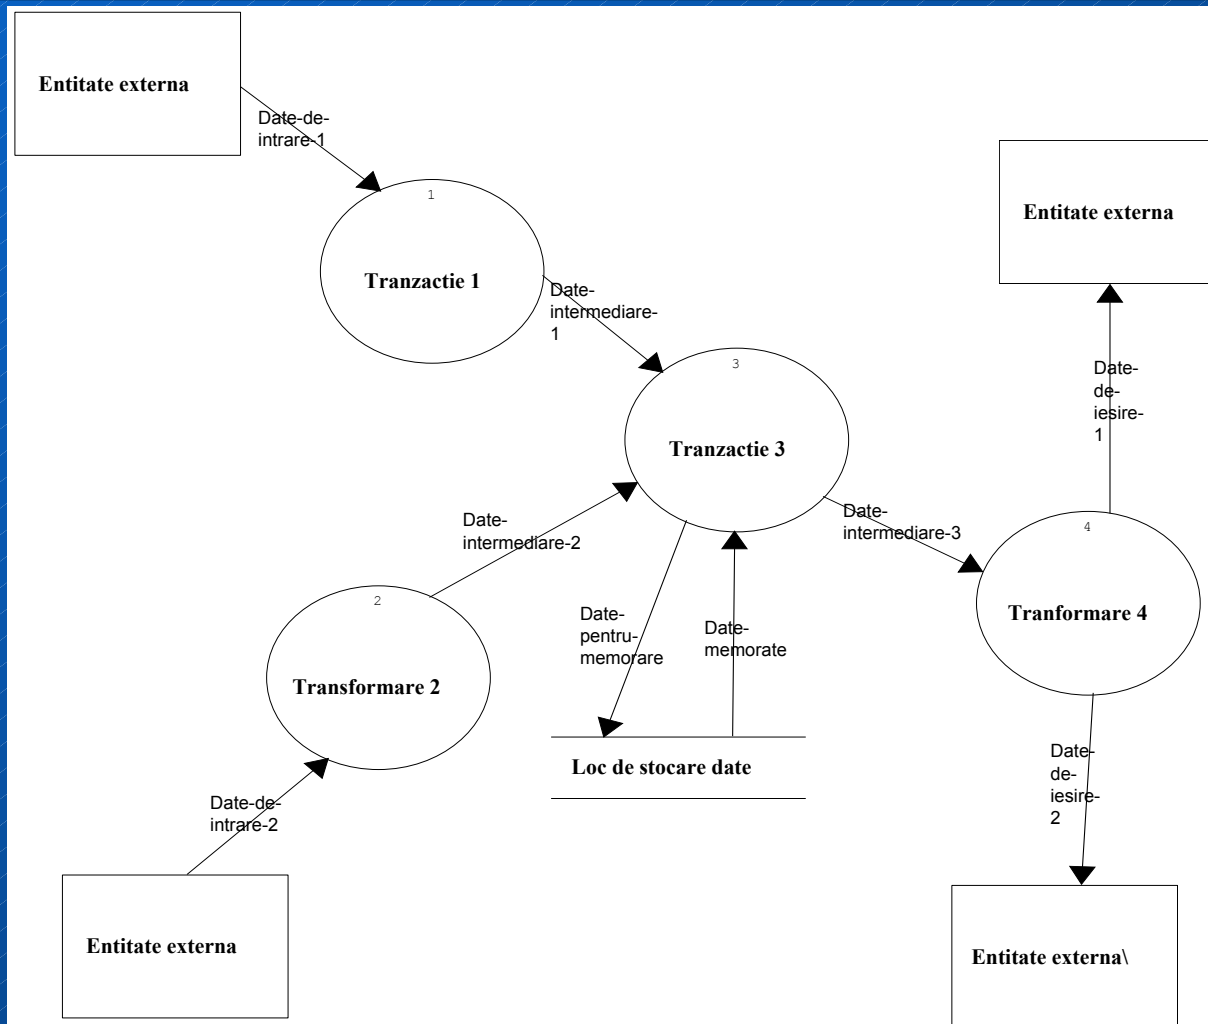 Entitate externa
Date-de-
intrare-1
1
Tranzactie 1
Entitate externa
Date-
intermediare-
1
3
Tranzactie 3
Date-
de-
iesire-
1
Date-
intermediare-2
Date-
intermediare-3
4
Tranformare 4
2
Transformare 2
Date-
pentru-
memorare
Date-
memorate
Loc de stocare date
Date-
de-
iesire-
2
Date-de-
intrare-2
Entitate externa
Entitate externa\